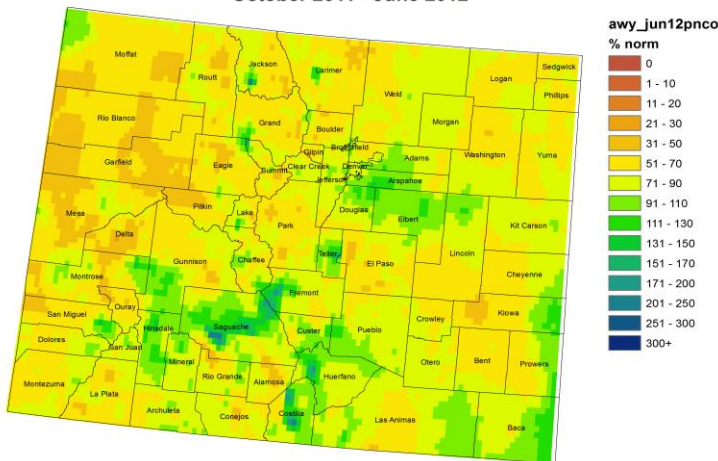 awy_jun12pnco
% norm
0
1 - 10
11 - 20
21 - 30
31 - 50
51 - 70
71 - 90
91 - 110
111 - 130
131 - 150
151 - 170
171 - 200
201 - 250
251 - 300
300+
Moffat
Routt
Jackson
Larimer
Weld
Logan
Sedgwick
Phillips
Morgan
Rio Blanco
Grand
Boulder
Broomfield
Gilpin
Adams
Washington
Yuma
Garfield
Eagle
Summit
Clear Creek
Denver
Jefferson
Arapahoe
Mesa
Pitkin
Lake
Park
Douglas
Elbert
Kit Carson
Delta
Gunnison
Chaffee
Teller
El Paso
Lincoln
Cheyenne
Montrose
Fremont
Ouray
San Miguel
Hinsdale
Saguache
Custer
Pueblo
Crowley
Kiowa
Dolores
San Juan
Mineral
Rio Grande
Alamosa
Huerfano
Otero
Bent
Prowers
Montezuma
La Plata
Archuleta
Conejos
Costilla
Las Animas
Baca